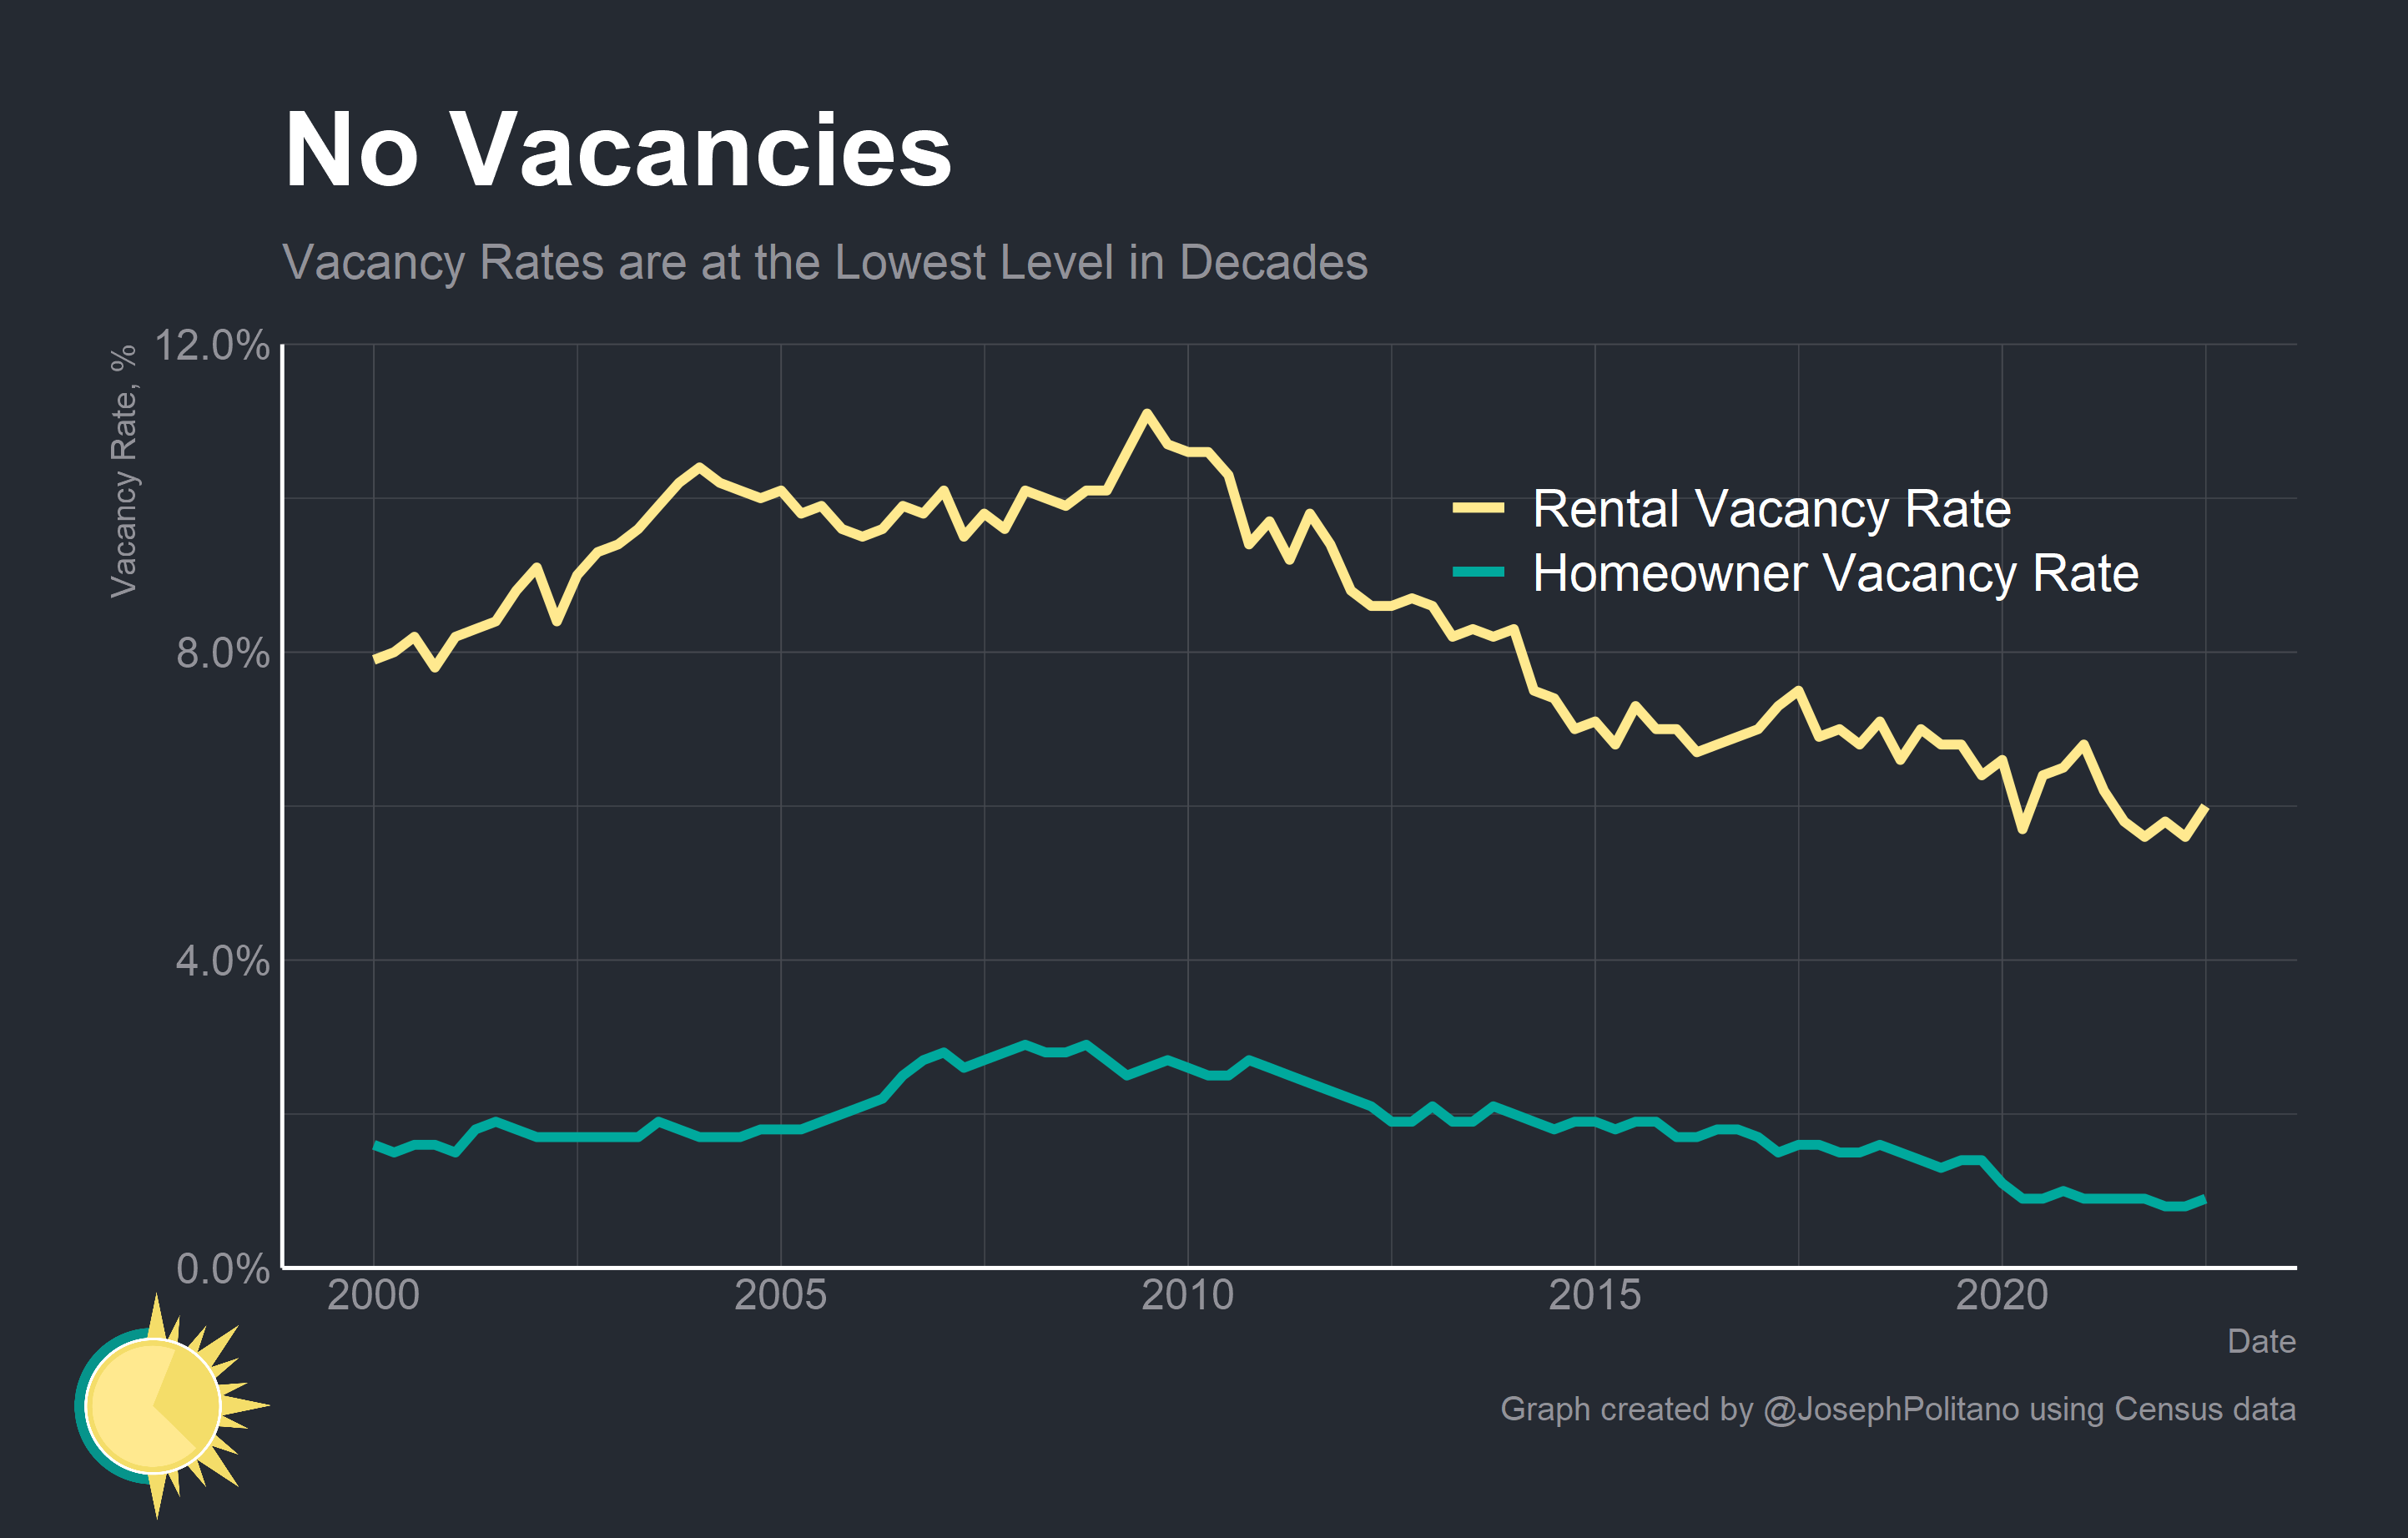 No Vacancies
Vacancy Rates are at the Lowest Level in Decades
Vacancy Rate, %
12.0%
8.0%
4.0%
0.0%
Rental Vacancy Rate
Homeowner Vacancy Rate
2000 2005 2010 2015 2020
Date
Graph created by @JosephPolitano using Census data